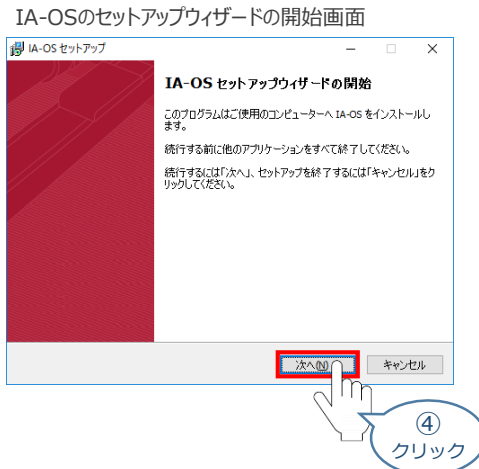 IA-OSのセットアップウィザードの開始画面
IA-OS セットアップ
IA-OS セットアップウィザードの開始
このプログラムはご使用のコンピューターへ IA-OS をインストールし
ます。
続行する前に他のアプリケーションをすべて終了してください。
続行するには「次へ」、セットアップを終了するには「キャンセル」をク
リックしてください。
次へ(N)
キャンセル
④
クリック